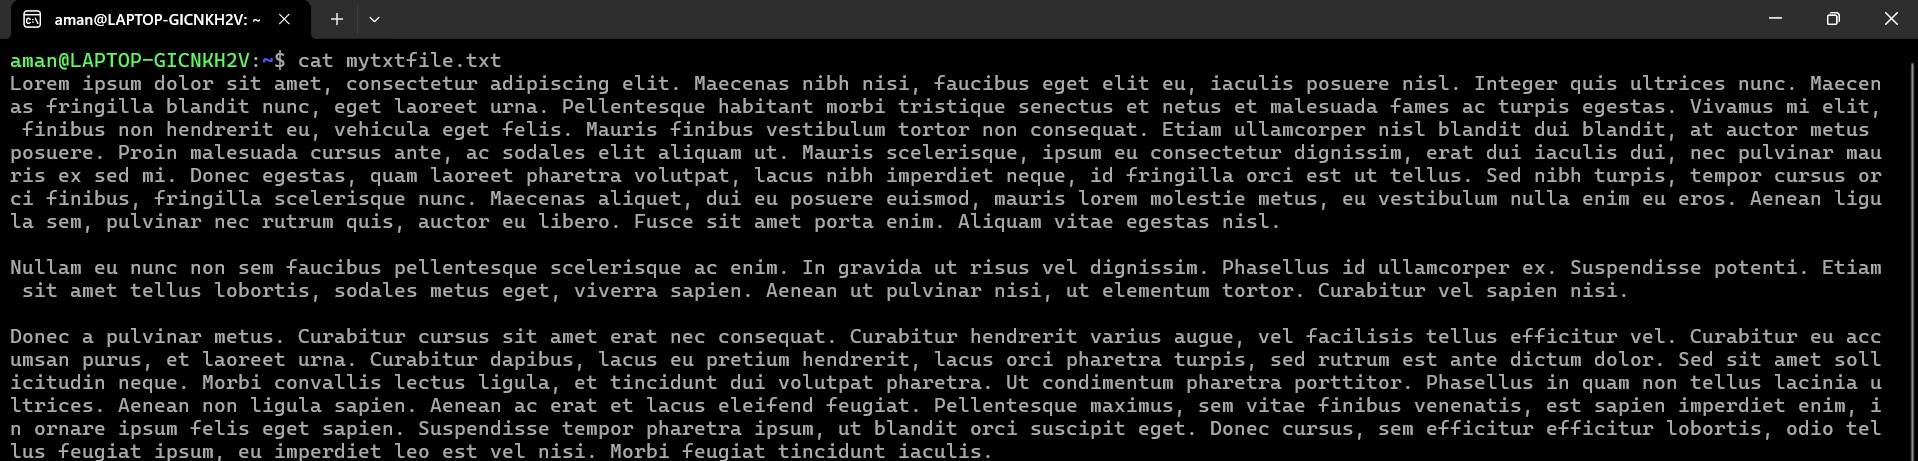 aman@LAPTOP-GICNKH2V: ~
aman@LAPTOP-GICNKH2V:~$ cat mytxtfile.txt
Lorem ipsum dolor sit amet, consectetur adipiscing elit. Maecenas nibh nisi, faucibus eget elit eu, iaculis posuere nisl. Integer quis ultrices nunc. Maecen
as fringilla blandit nunc, eget laoreet urna. Pellentesque habitant morbi tristique senectus et netus et malesuada fames ac turpis egestas. Vivamus mi elit,
finibus non hendrerit eu, vehicula eget felis. Mauris finibus vestibulum tortor non consequat. Etiam ullamcorper nisl blandit dui blandit, at auctor metus
posuere. Proin malesuada cursus ante, ac sodales elit aliquam ut. Mauris scelerisque, ipsum eu consectetur dignissim, erat dui iaculis dui, nec pulvinar mau
ris ex sed mi. Donec egestas, quam laoreet pharetra volutpat, lacus nibh imperdiet neque, id fringilla orci est ut tellus. Sed nibh turpis, tempor cursus or
ci finibus, fringilla scelerisque nunc. Maecenas aliquet, dui eu posuere euismod, mauris lorem molestie metus, eu vestibulum nulla enim eu eros. Aenean ligu
la sem, pulvinar nec rutrum quis, auctor eu libero. Fusce sit amet porta enim. Aliquam vitae egestas nisl.
Nullam eu nunc non sem faucibus pellentesque scelerisque ac enim. In gravida ut risus vel dignissim. Phasellus id ullamcorper ex. Suspendisse potenti. Etiam
sit amet tellus lobortis, sodales metus eget, viverra sapien. Aenean ut pulvinar nisi, ut elementum tortor. Curabitur vel sapien nisi.
Donec a pulvinar metus. Curabitur cursus sit amet erat nec consequat. Curabitur hendrerit varius augue, vel facilisis tellus efficitur vel. Curabitur eu acc
umsan purus, et laoreet urna. Curabitur dapibus, lacus eu pretium hendrerit, lacus orci pharetra turpis, sed rutrum est ante dictum dolor. Sed sit amet soll
icitudin neque. Morbi convallis lectus ligula, et tincidunt dui volutpat pharetra. Ut condimentum pharetra porttitor. Phasellus in quam non tellus lacinia u
ltrices. Aenean non ligula sapien. Aenean ac erat et lacus eleifend feugiat. Pellentesque maximus, sem vitae finibus venenatis, est sapien imperdiet enim, i
n ornare ipsum felis eget sapien. Suspendisse tempor pharetra ipsum, ut blandit orci suscipit eget. Donec cursus, sem efficitur efficitur lobortis, odio tel
lus feugiat ipsum, eu imperdiet leo est vel nisi. Morbi feugiat tincidunt iaculis.